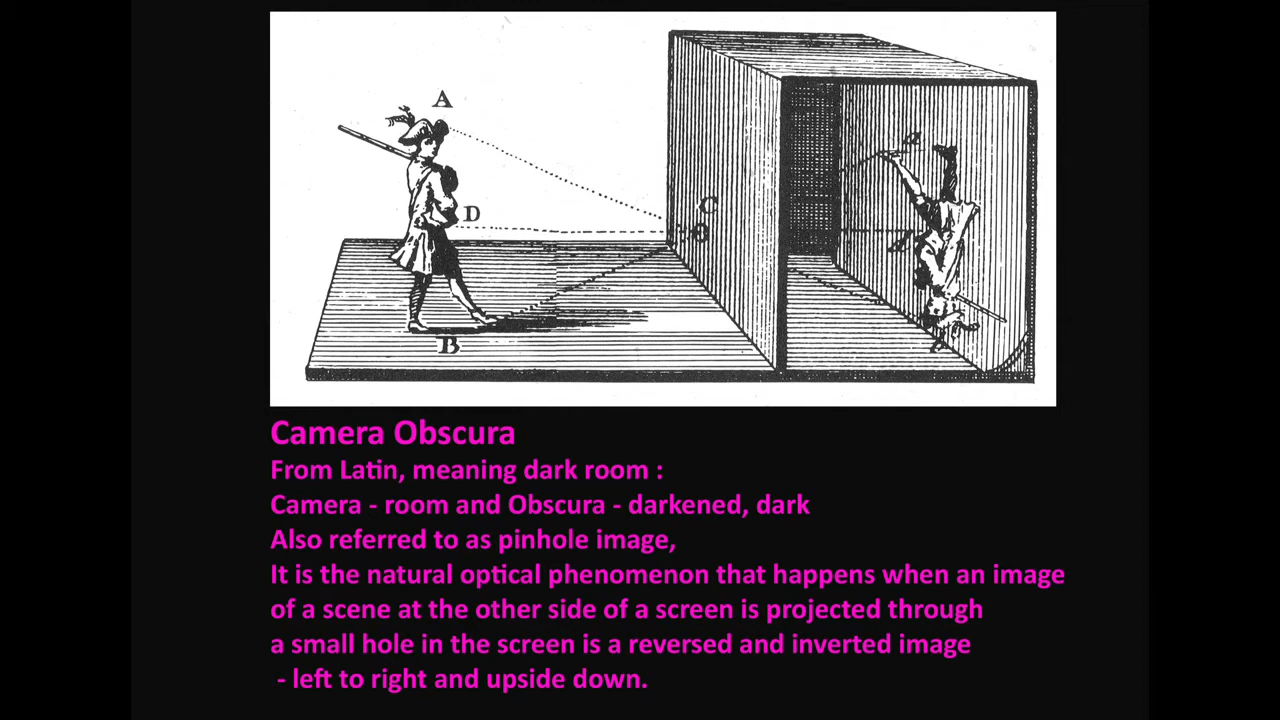 A
D
C
B
a
Camera Obscura
From Latin, meaning dark room :
Camera - room and Obscura - darkened, dark
Also referred to as pinhole image,
It is the natural optical phenomenon that happens when an image
of a scene at the other side of a screen is projected through
a small hole in the screen is a reversed and inverted image
- left to right and upside down.